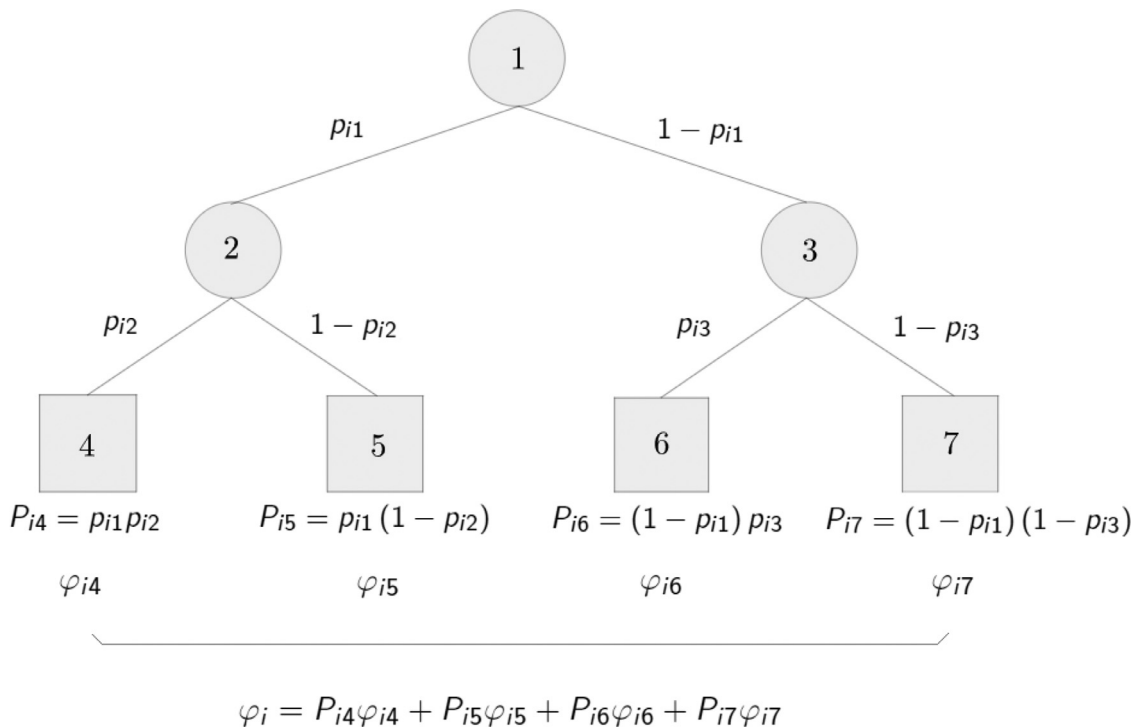 1
p_{i1} 1 − p_{i1}
2 3
p_{i2} 1 − p_{i2} p_{i3} 1 − p_{i3}
4 5 6 7
P_{i4} = p_{i1}p_{i2} P_{i5} = p_{i1} (1 − p_{i2}) P_{i6} = (1 − p_{i1}) p_{i3} P_{i7} = (1 − p_{i1}) (1 − p_{i3})
φ_{i4} φ_{i5} φ_{i6} φ_{i7}
φ_i = P_{i4}φ_{i4} + P_{i5}φ_{i5} + P_{i6}φ_{i6} + P_{i7}φ_{i7}